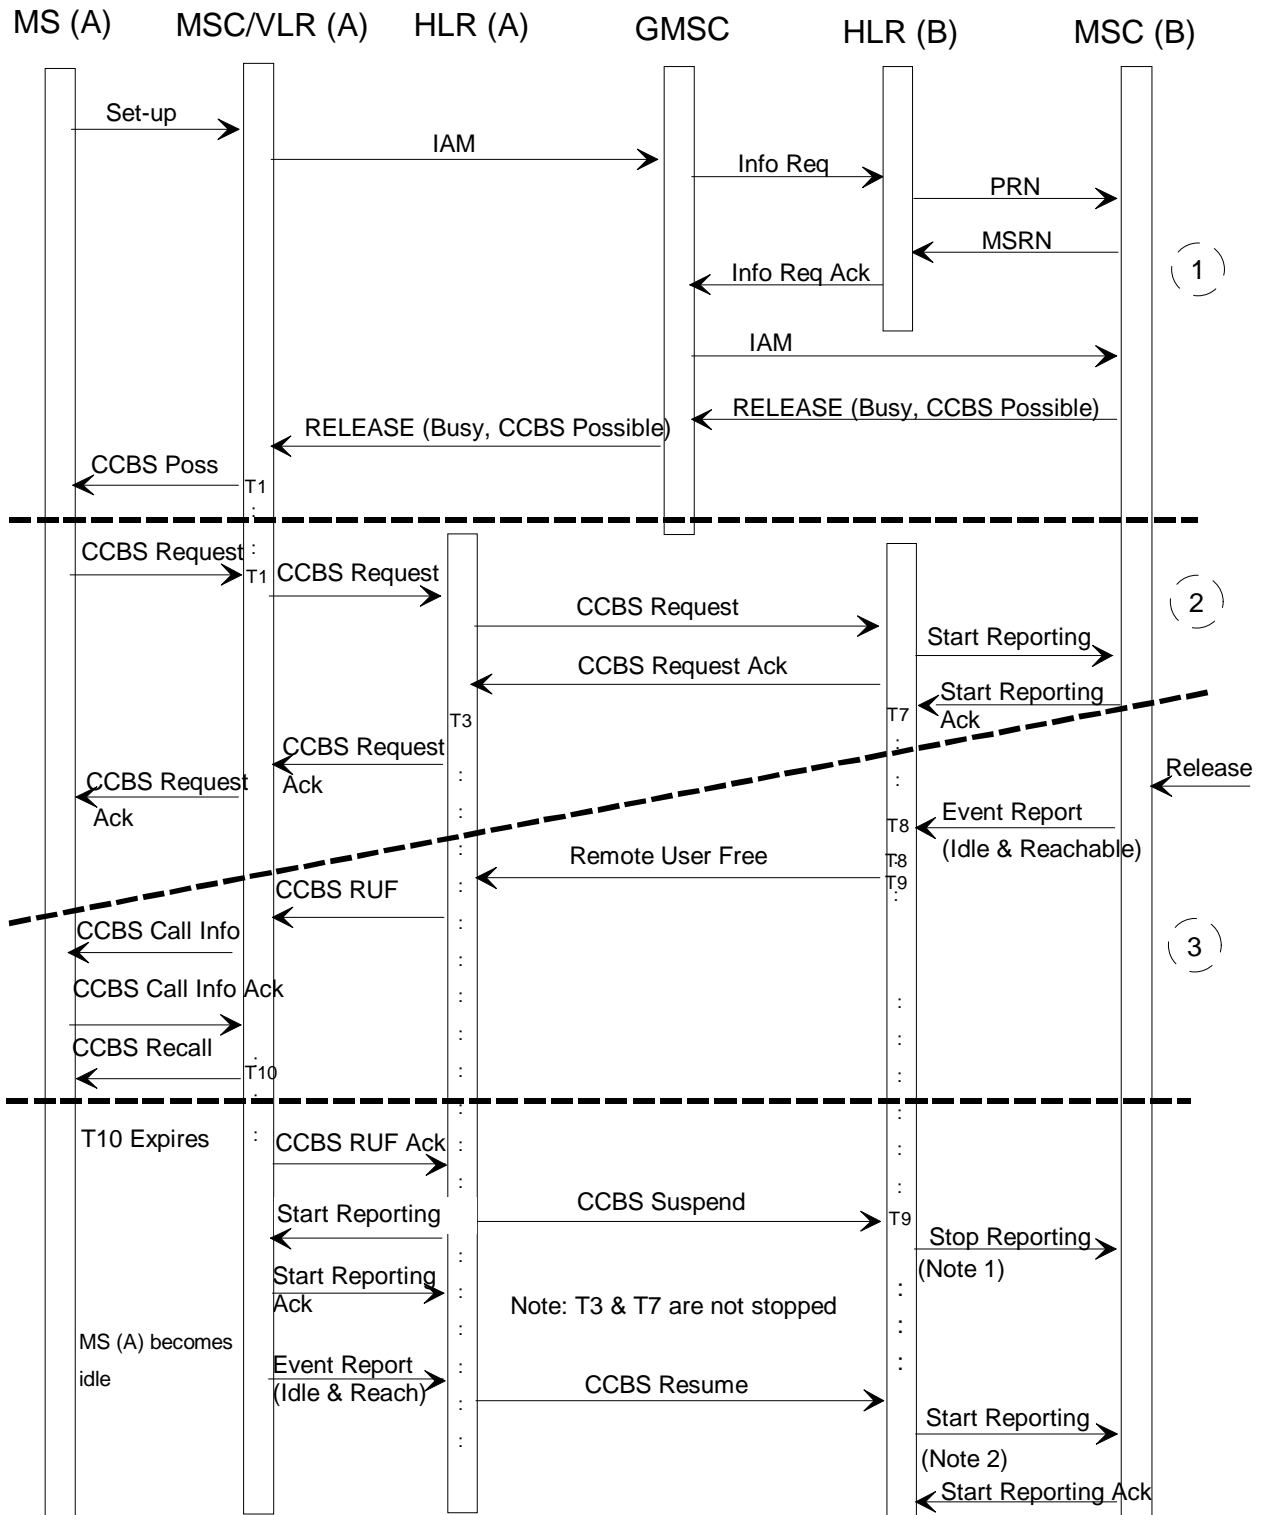 MS (A) MSC/VLR (A) HLR (A) GMSC HLR (B) MSC (B)
Set-up
IAM
Info Req
PRN
MSRN
Info Req Ack
1
IAM
RELEASE (Busy, CCBS Possible)
RELEASE (Busy, CCBS Possible)
CCBS Poss
T1
CCBS Request
T1
CCBS Request
CCBS Request
2
Start Reporting
CCBS Request Ack
Start Reporting
Ack
T7
T3
CCBS Request
Ack
CCBS Request
Ack
Release
Event Report
(Idle & Reachable)
T8
Remote User Free
T8
T9
CCBS RUF
CCBS Call Info
3
CCBS Call Info Ack
CCBS Recall
T10
T10 Expires
CCBS RUF Ack
CCBS Suspend
Start Reporting
T9
Stop Reporting
(Note 1)
Start Reporting
Ack
Note: T3 & T7 are not stopped
MS (A) becomes
idle
Event Report
(Idle & Reach)
CCBS Resume
Start Reporting
(Note 2)
Start Reporting Ack